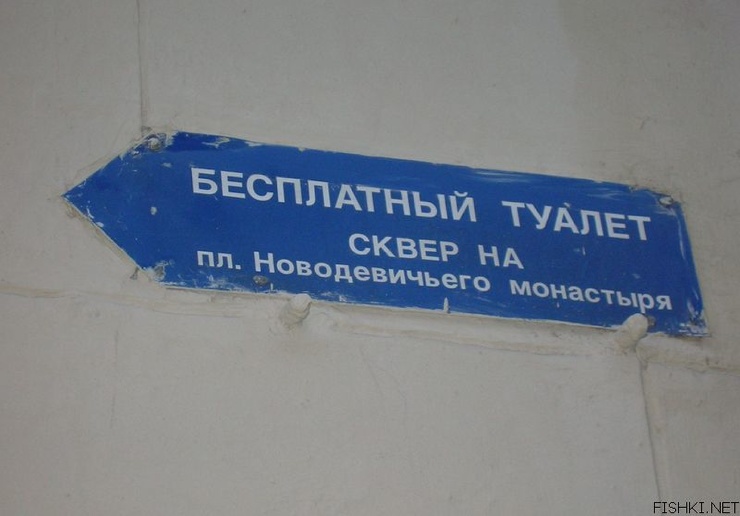 БЕСПЛАТНЫЙ ТУАЛЕТ
СКВЕР НА
пл. Новодевичьего монастыря
FISHKI.NET